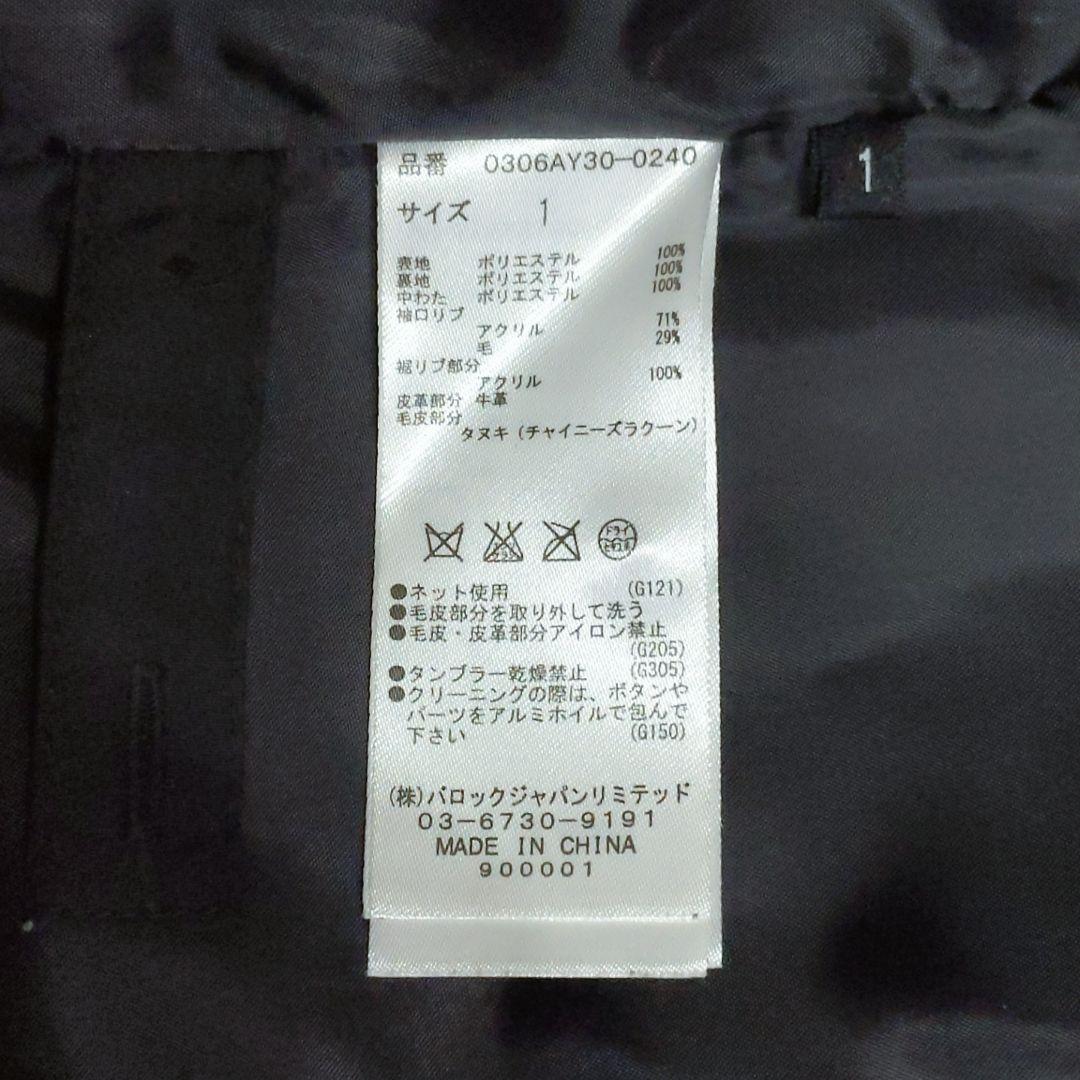 品番 0306AY30-0240
1
サイズ 1
表地 ポリエステル 100%
裏地 ポリエステル 100%
中わた ポリエステル 100%
袖口リブ
アクリル 71%
毛 29%
裾リブ部分
アクリル 100%
皮革部分 牛革
毛皮部分
タヌキ(チャイニーズラクーン)
ドライ
●ネット使用 (G121)
●毛皮部分を取り外して洗う
●毛皮・皮革部分アイロン禁止
(G205)
●タンブラー乾燥禁止 (G305)
●クリーニングの際は、ボタンや
パーツをアルミホイルで包んで
下さい (G150)
(株)バロックジャパンリミテッド
03-6730-9191
MADE IN CHINA
900001